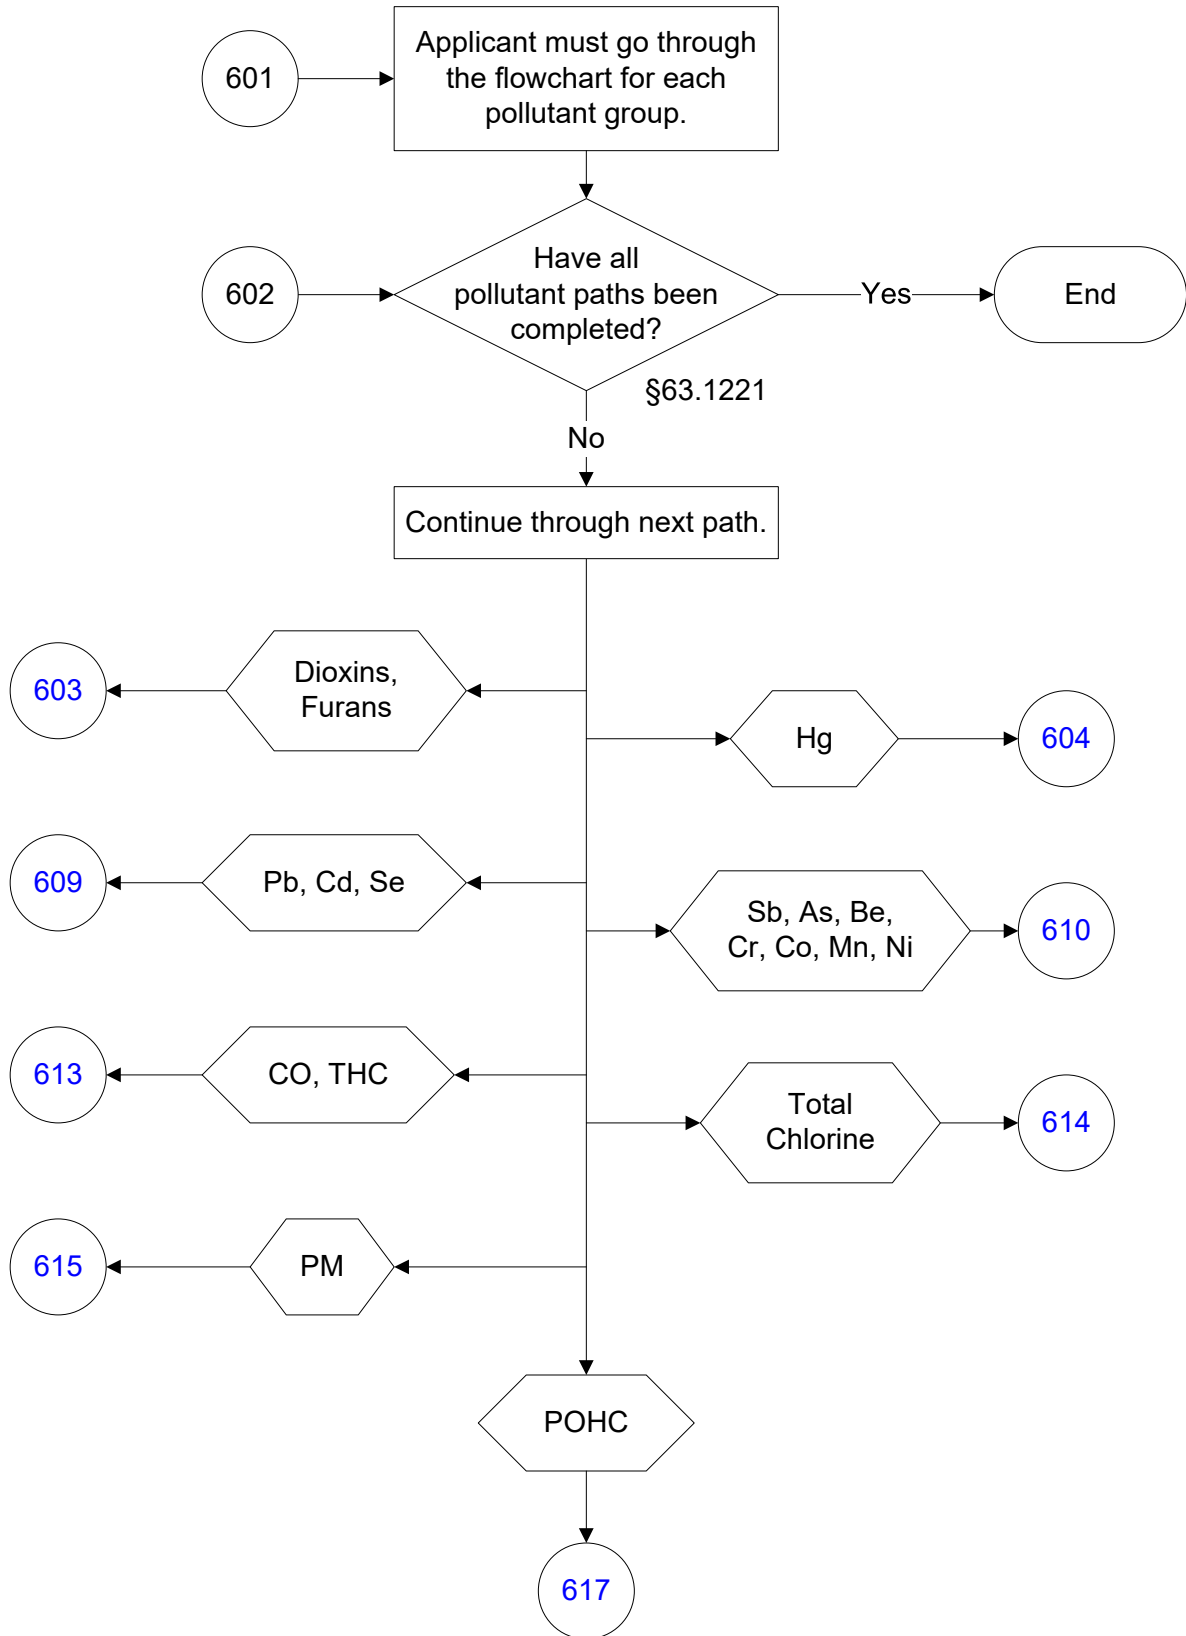 601
Applicant must go through
the flowchart for each
pollutant group.
602
Have all
pollutant paths been
completed?
Yes
End
§63.1221
No
Continue through next path.
603
Dioxins,
Furans
Hg
604
609
Pb, Cd, Se
Sb, As, Be,
Cr, Co, Mn, Ni
610
613
CO, THC
Total
Chlorine
614
615
PM
POHC
617